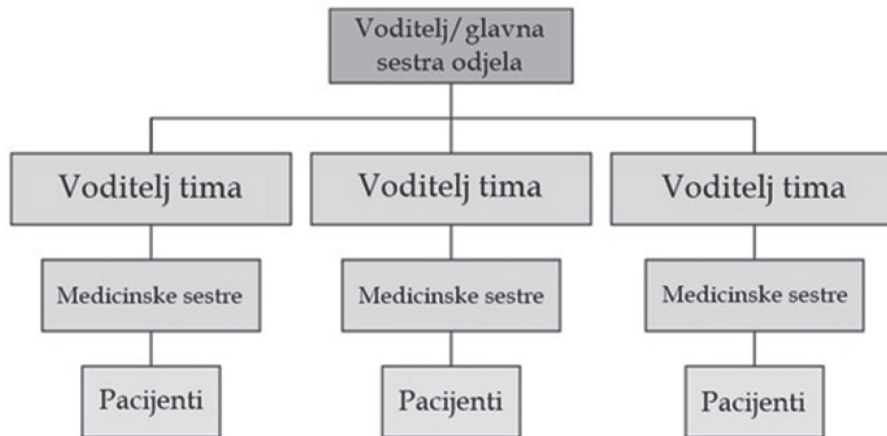 Voditelj/glavna
sestra odjela
Voditelj tima
Voditelj tima
Voditelj tima
Medicinske sestre
Medicinske sestre
Medicinske sestre
Pacijenti
Pacijenti
Pacijenti